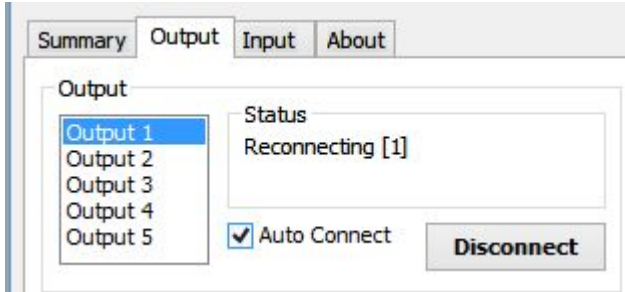 Summary Output Input About
Output
Output 1
Output 2
Output 3
Output 4
Output 5
Status
Reconnecting [1]
Auto Connect
Disconnect